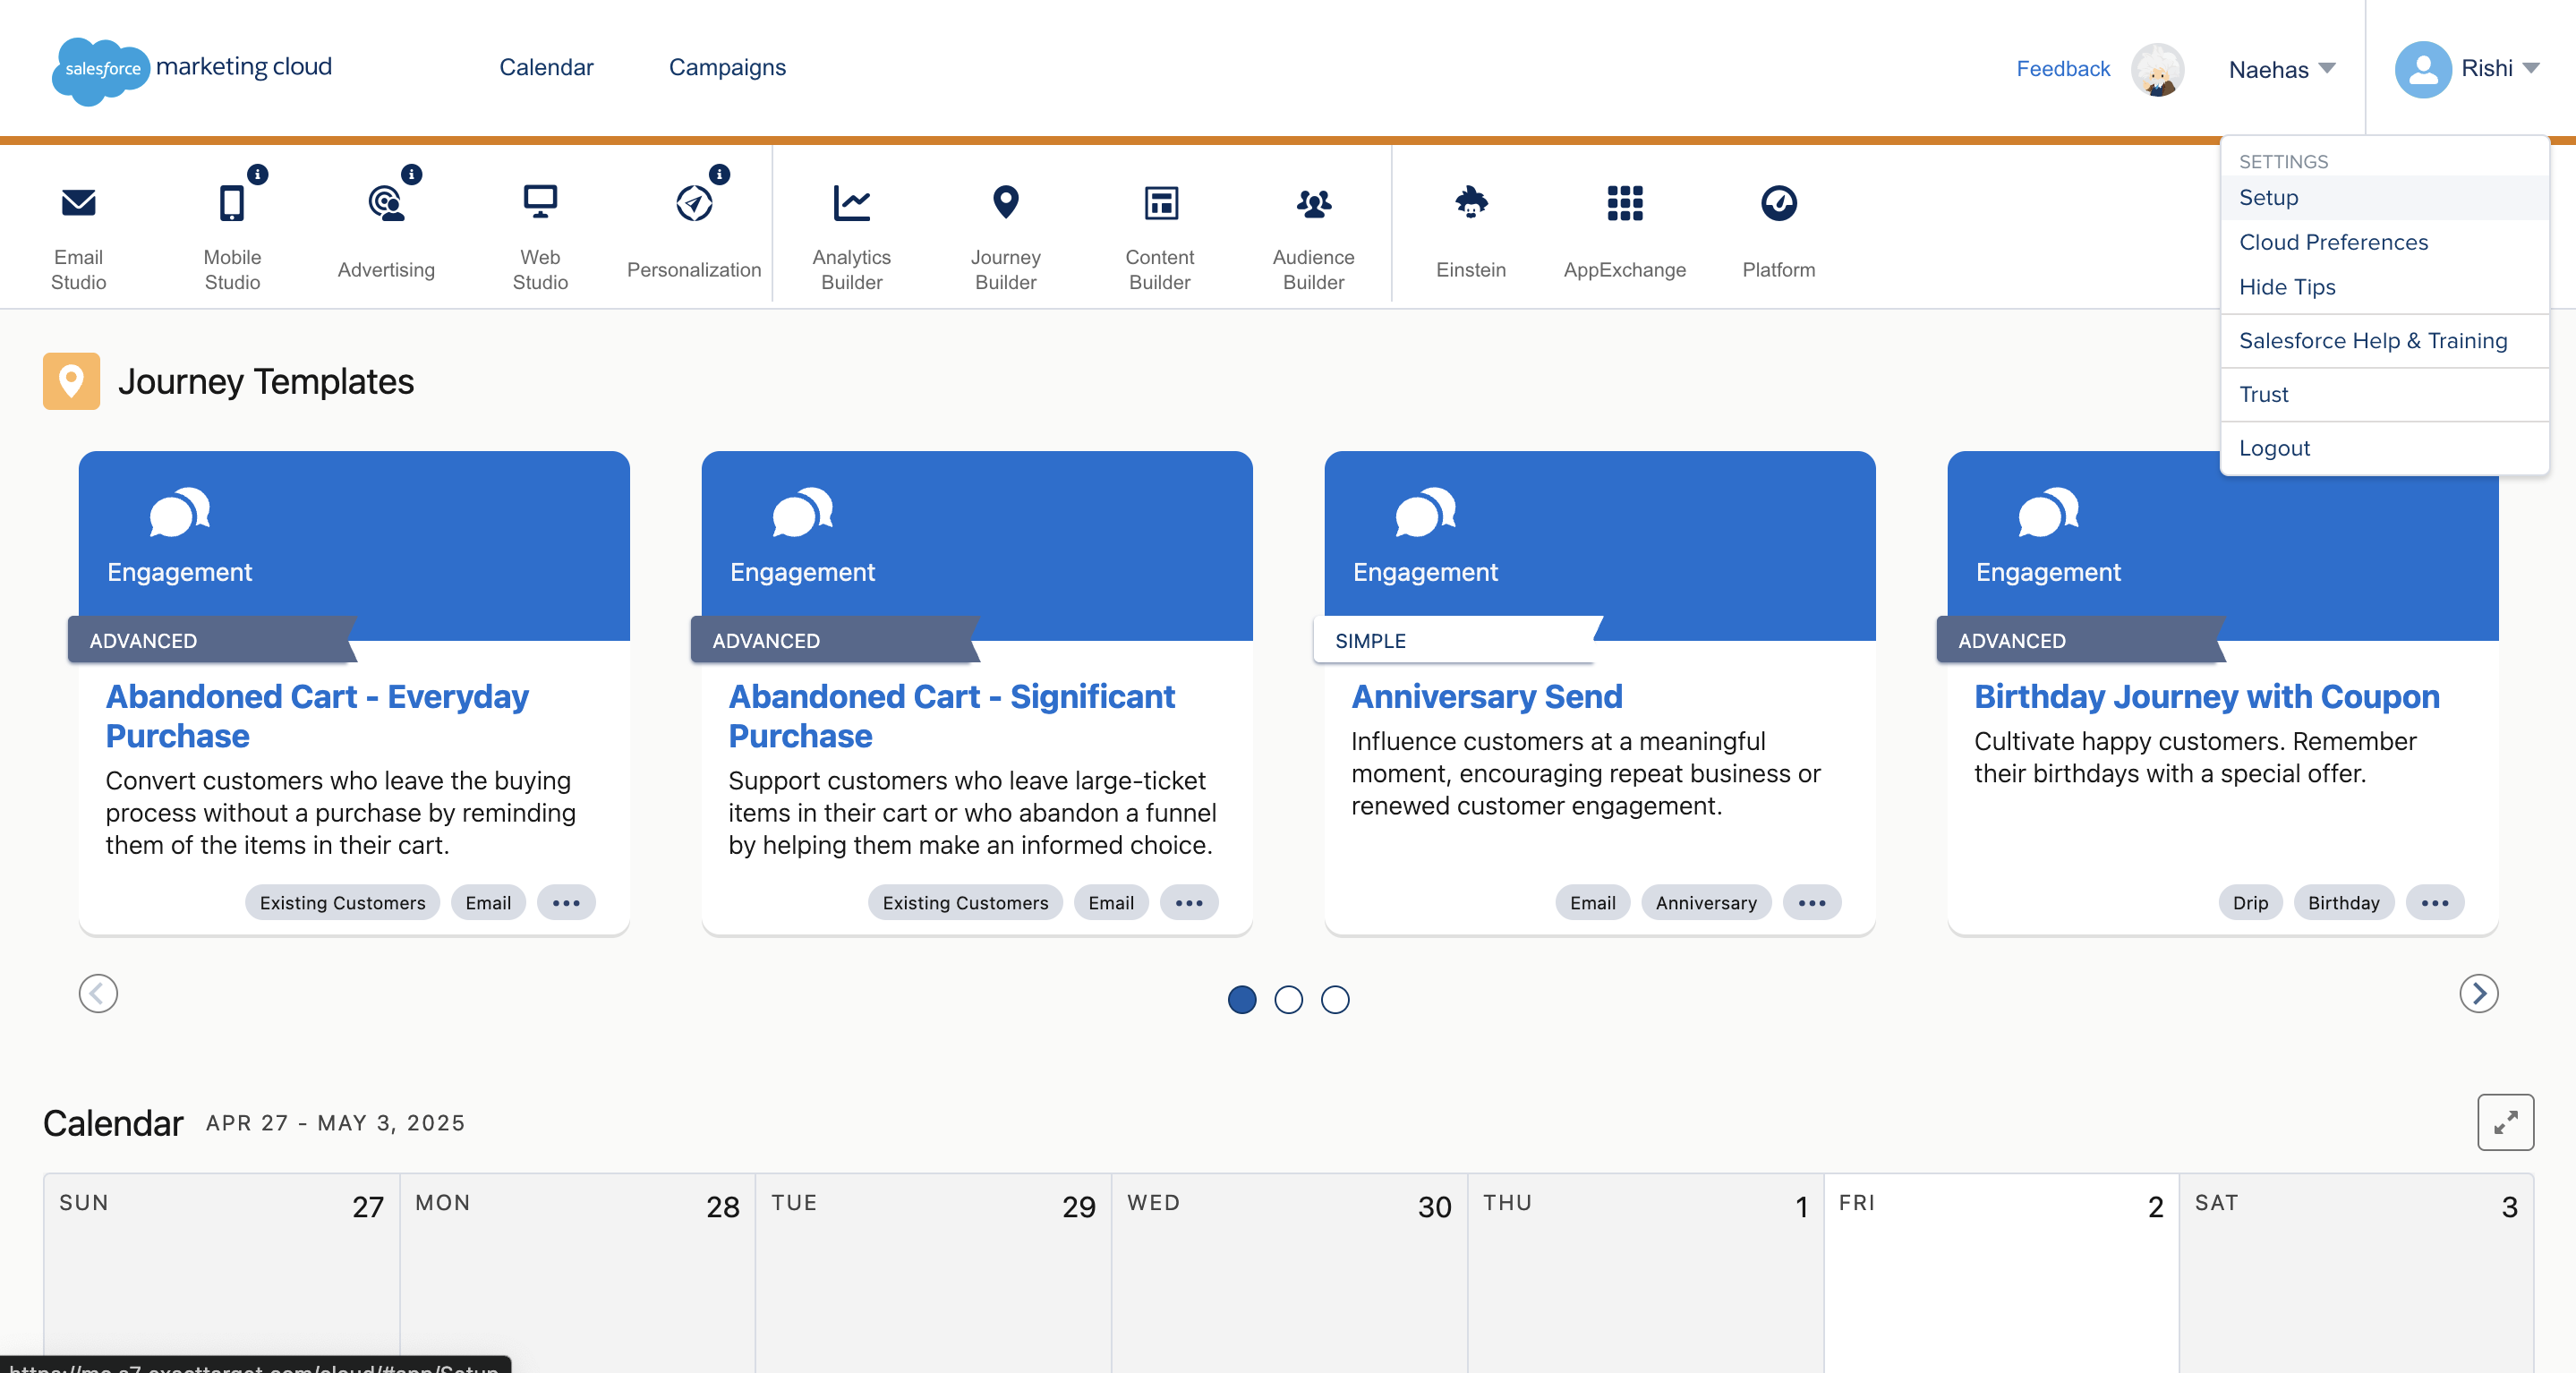 salesforce marketing cloud
Calendar
Campaigns
Feedback
Naehas
Rishi
SETTINGS
Setup
Cloud Preferences
Hide Tips
Salesforce Help & Training
Trust
Logout
Email
Studio
Mobile
Studio
Advertising
Web
Studio
Personalization
Analytics
Builder
Journey
Builder
Content
Builder
Audience
Builder
Einstein
AppExchange
Platform
Journey Templates
Engagement
ADVANCED
Abandoned Cart - Everyday
Purchase
Convert customers who leave the buying
process without a purchase by reminding
them of the items in their cart.
Existing Customers
Email
Engagement
ADVANCED
Abandoned Cart - Significant
Purchase
Support customers who leave large-ticket
items in their cart or who abandon a funnel
by helping them make an informed choice.
Existing Customers
Email
Engagement
SIMPLE
Anniversary Send
Influence customers at a meaningful
moment, encouraging repeat business or
renewed customer engagement.
Email
Anniversary
Engagement
ADVANCED
Birthday Journey with Coupon
Cultivate happy customers. Remember
their birthdays with a special offer.
Drip
Birthday
Calendar APR 27 - MAY 3, 2025
SUN 27
MON 28
TUE 29
WED 30
THU 1
FRI 2
SAT 3